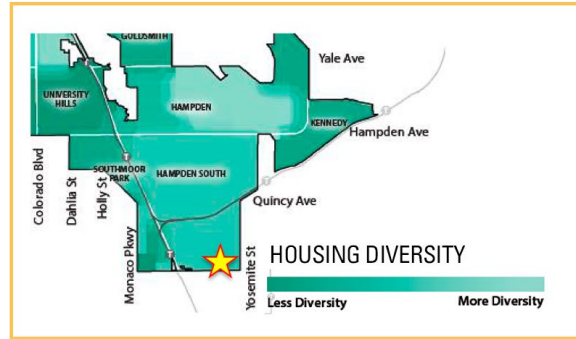 GOLDSMITH
Yale Ave
UNIVERSITY
HILLS
HAMPDEN
KENNEDY
Hampden Ave
Colorado Blvd
Dahlia St
Holly St
SOUTHMOOR
PARK
HAMPDEN SOUTH
Quincy Ave
Monaco Pkwy
Yosemite St
HOUSING DIVERSITY
Less Diversity
More Diversity